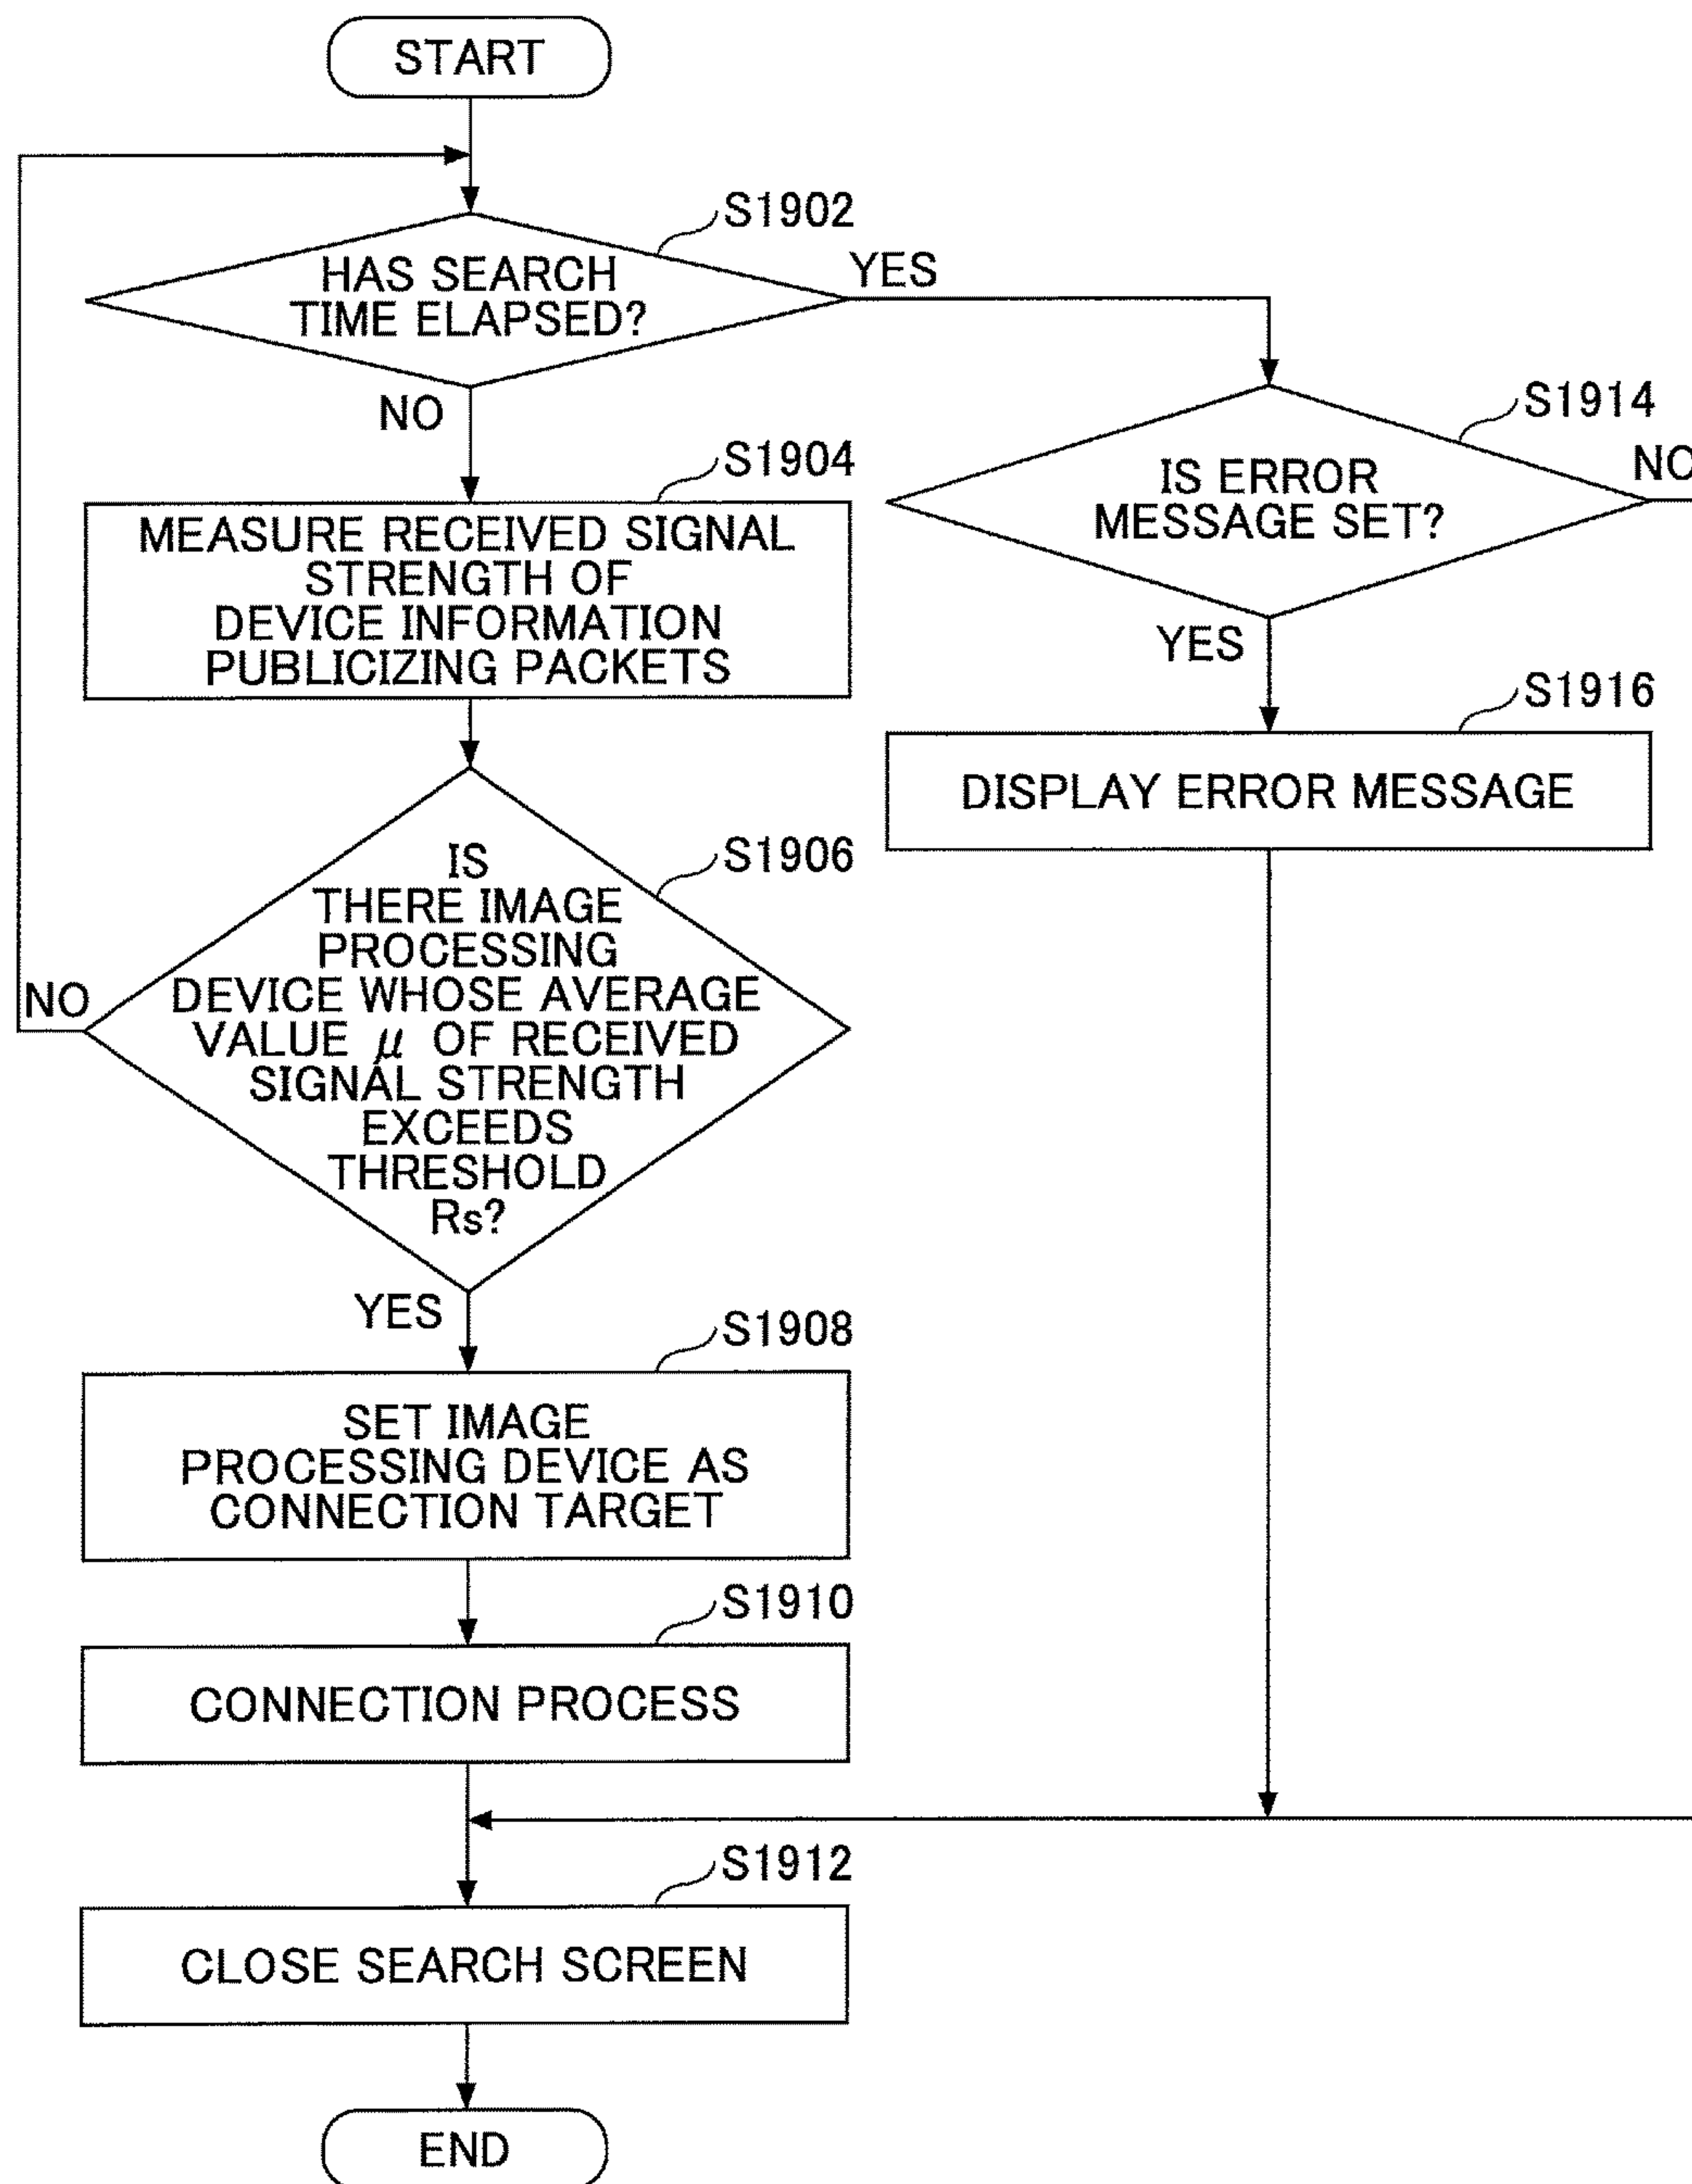 START
S1902
HAS SEARCH
TIME ELAPSED?
YES
NO
S1914
IS ERROR
MESSAGE SET?
NO
YES
S1904
MEASURE RECEIVED SIGNAL
STRENGTH OF
DEVICE INFORMATION
PUBLICIZING PACKETS
S1916
DISPLAY ERROR MESSAGE
S1906
IS
THERE IMAGE
PROCESSING
DEVICE WHOSE AVERAGE
VALUE μ OF RECEIVED
SIGNAL STRENGTH
EXCEEDS
THRESHOLD
Rs?
NO
YES
S1908
SET IMAGE
PROCESSING DEVICE AS
CONNECTION TARGET
S1910
CONNECTION PROCESS
S1912
CLOSE SEARCH SCREEN
END